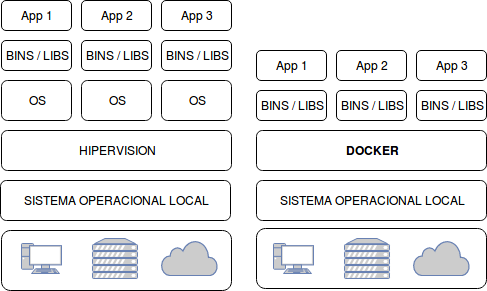 App 1 App 2 App 3
BINS / LIBS BINS / LIBS BINS / LIBS
OS OS OS
HIPERVISION
SISTEMA OPERACIONAL LOCAL
App 1 App 2 App 3
BINS / LIBS BINS / LIBS BINS / LIBS
DOCKER
SISTEMA OPERACIONAL LOCAL